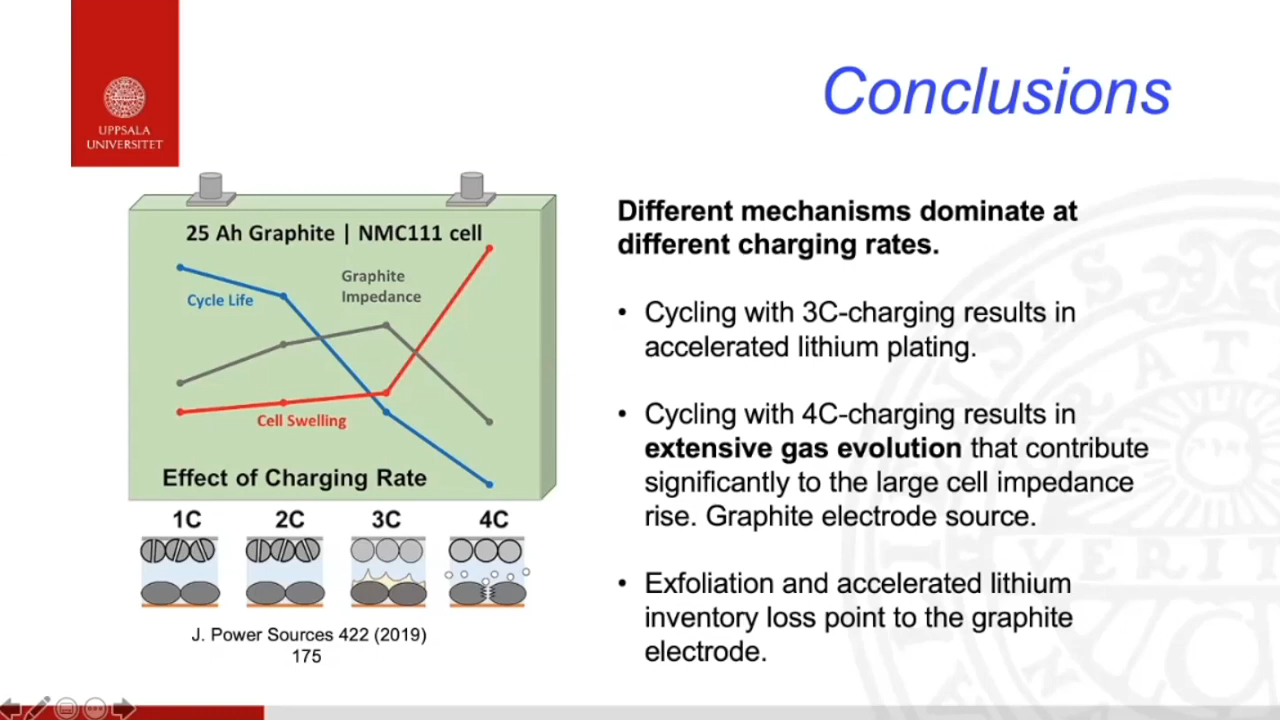 UPPSALA
UNIVERSITET
Conclusions
25 Ah Graphite | NMC111 cell
Graphite
Impedance
Cycle Life
Cell Swelling
Effect of Charging Rate
1C 2C 3C 4C
J. Power Sources 422 (2019)
175
Different mechanisms dominate at
different charging rates.
• Cycling with 3C-charging results in
accelerated lithium plating.
• Cycling with 4C-charging results in
extensive gas evolution that contribute
significantly to the large cell impedance
rise. Graphite electrode source.
• Exfoliation and accelerated lithium
inventory loss point to the graphite
electrode.